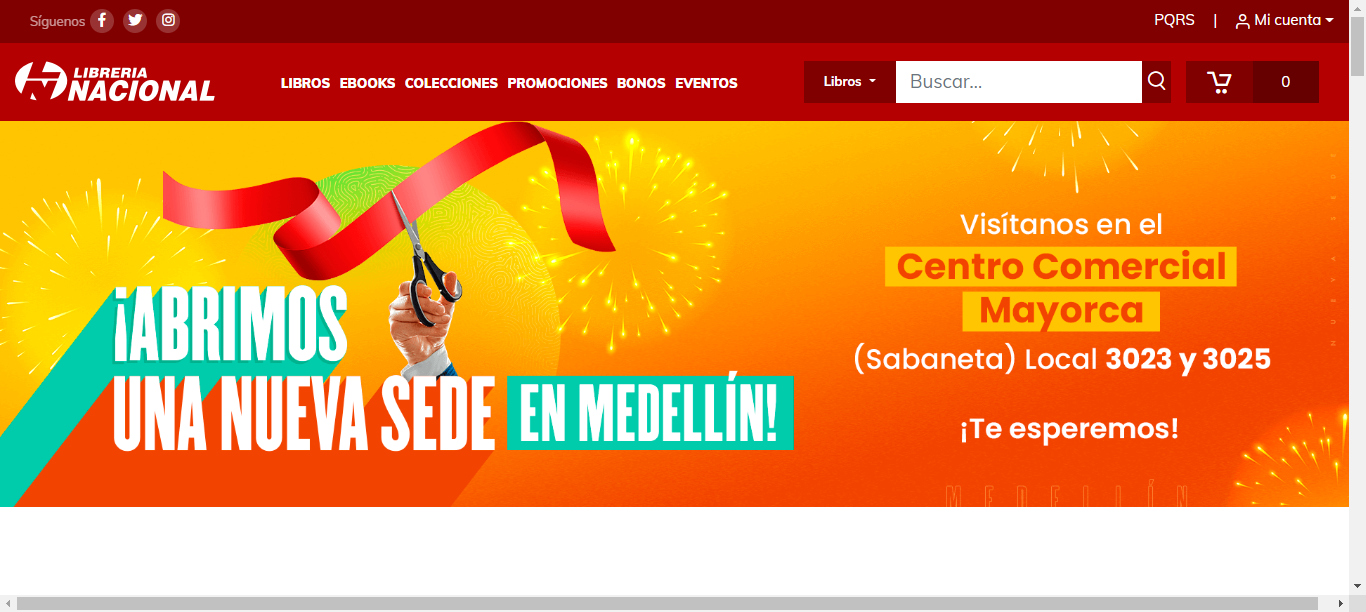 Síguenos
PQRS | Mi cuenta
LIBRERIA
NACIONAL
LIBROS EBOOKS COLECCIONES PROMOCIONES BONOS EVENTOS
Libros
Buscar...
0
¡ABRIMOS
UNA NUEVA SEDE
EN MEDELLÍN!
Visítanos en el
Centro Comercial
Mayorca
(Sabaneta) Local 3023 y 3025
¡Te esperemos!
MEDELLÍN